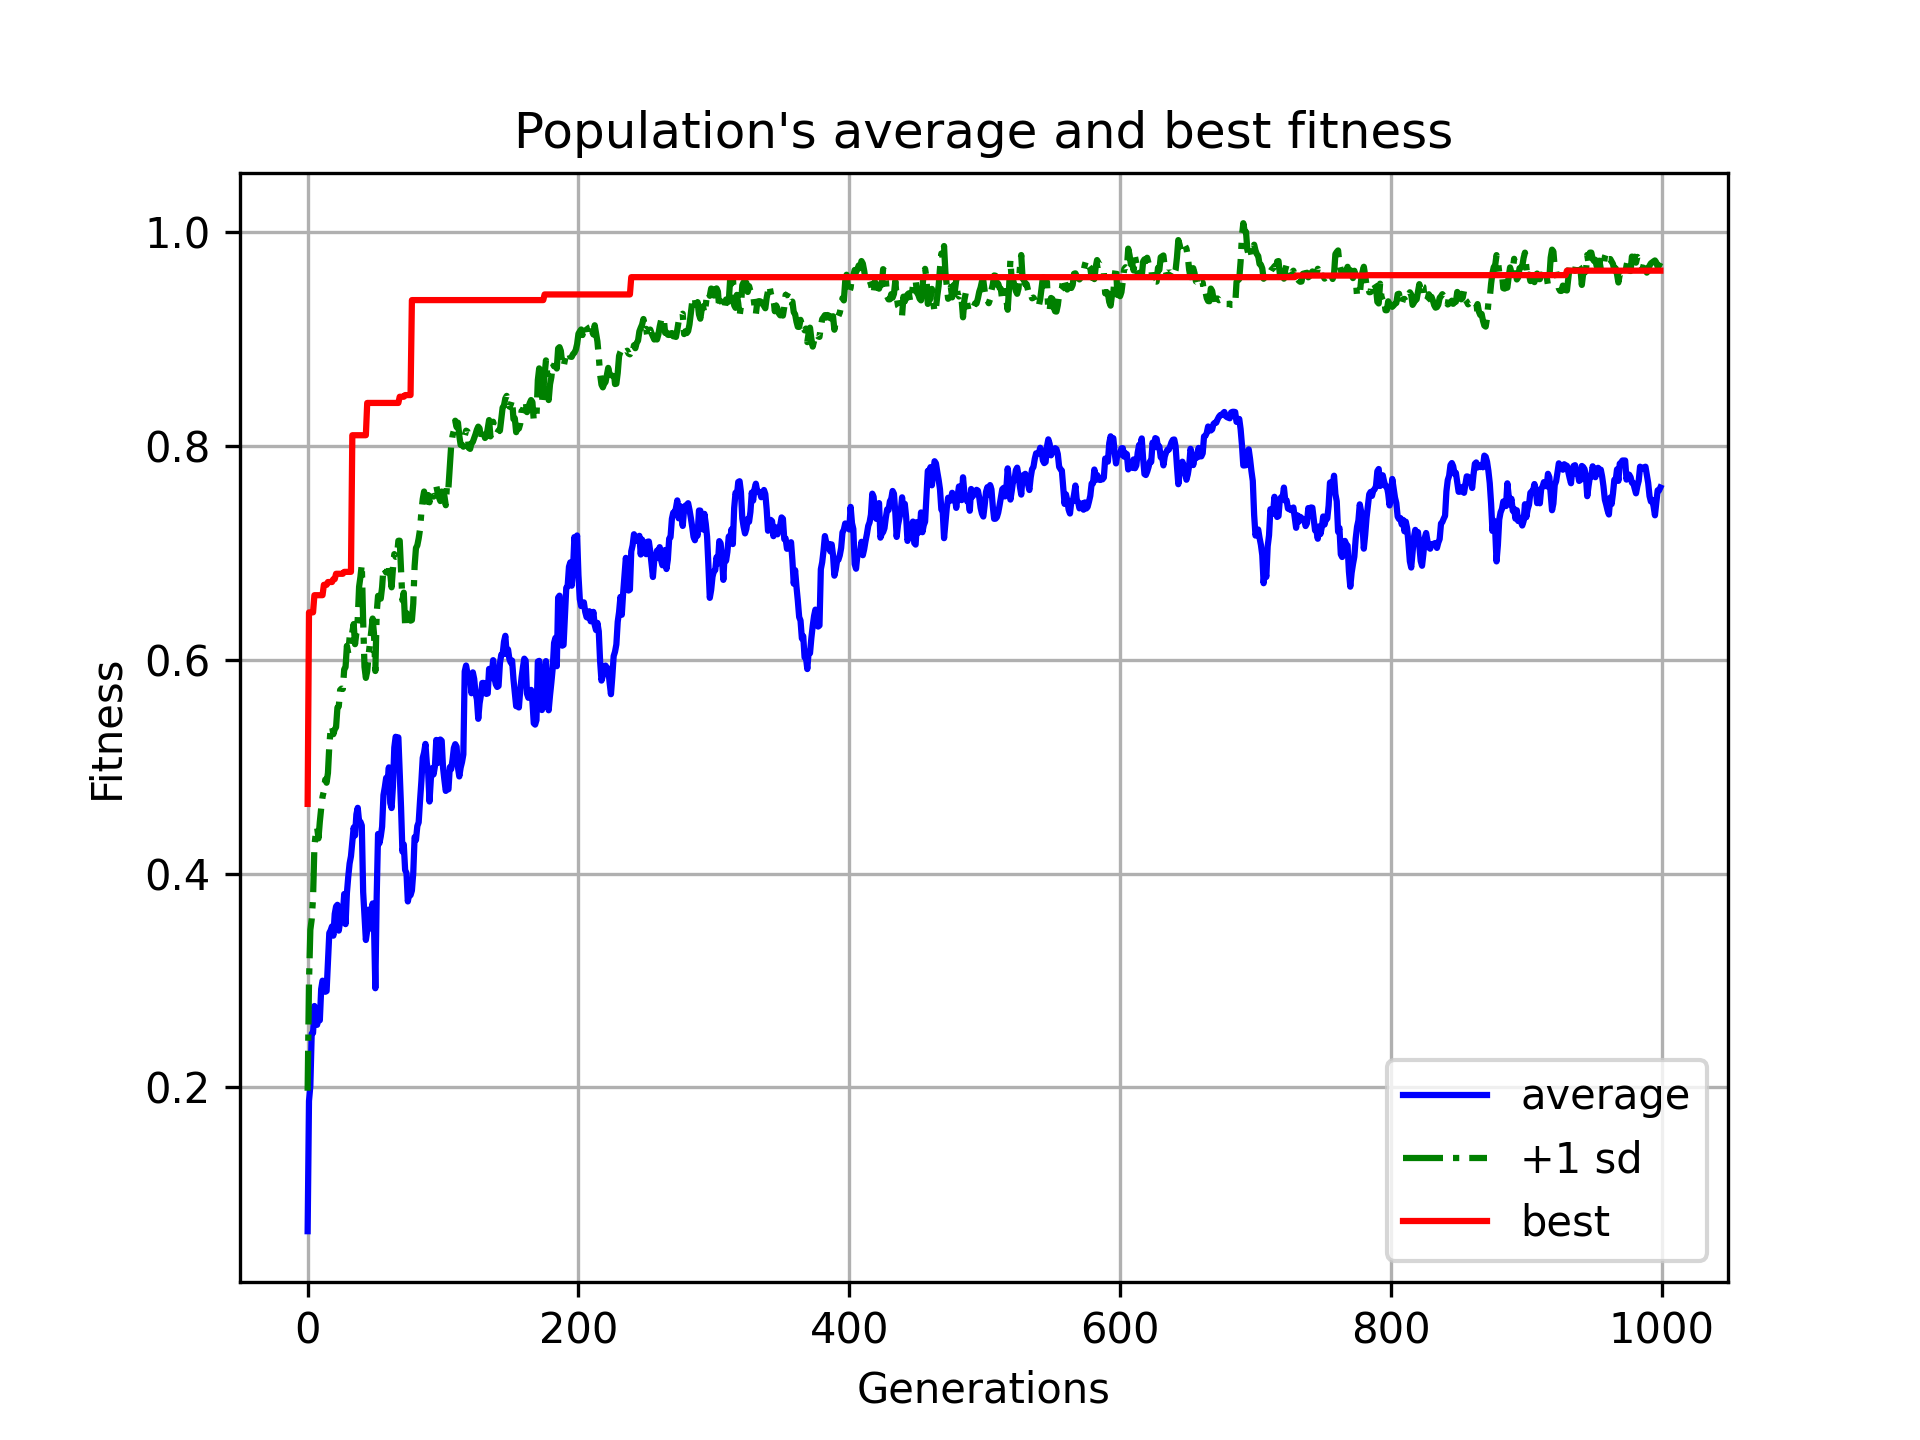 Population's average and best fitness
1.0
0.8
0.6
0.4
0.2
Fitness
0 200 400 600 800 1000
Generations
average
+1 sd
best